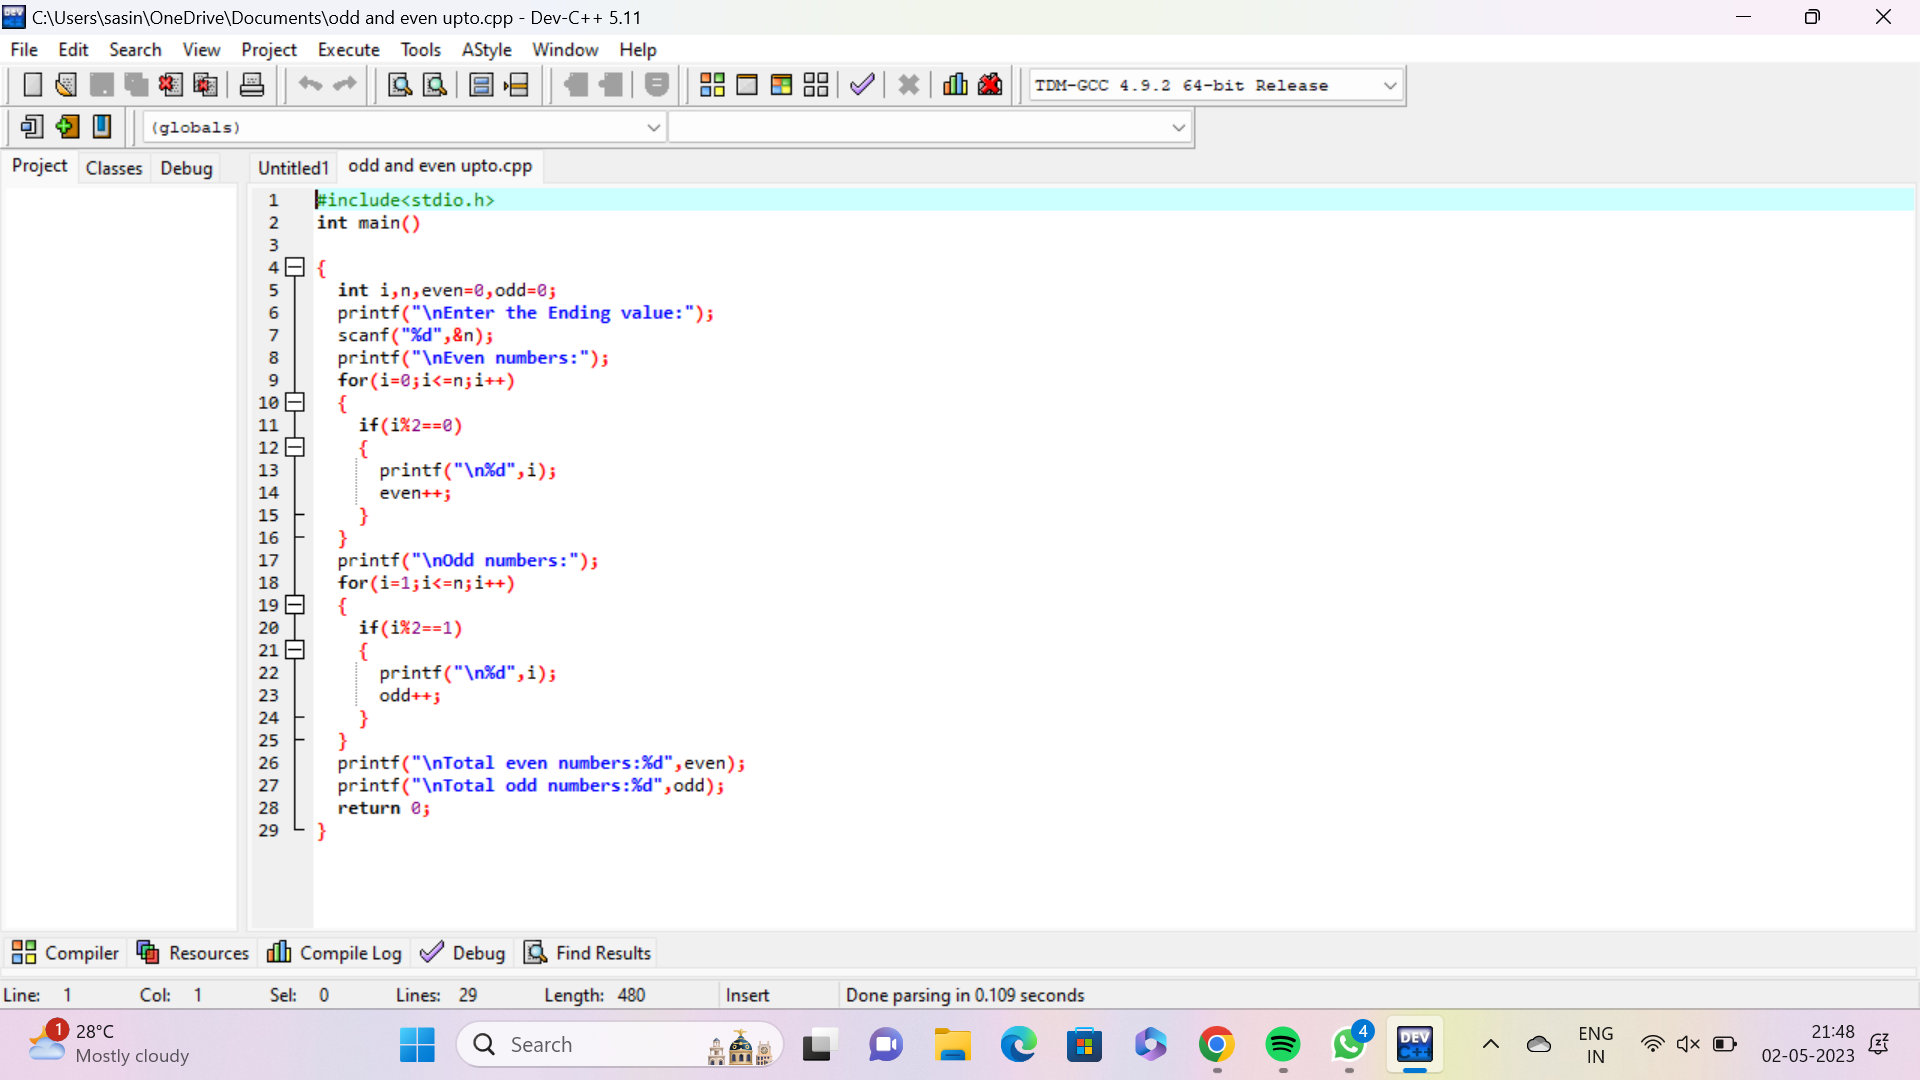 C:\Users\sasin\OneDrive\Documents\odd and even upto.cpp - Dev-C++ 5.11
File Edit Search View Project Execute Tools AStyle Window Help
TDM-GCC 4.9.2 64-bit Release
(globals)
Project Classes Debug Untitled1 odd and even upto.cpp
1 #include<stdio.h>
2 int main()
3
4 {
5 int i,n,even=0,odd=0;
6 printf("\nEnter the Ending value:");
7 scanf("%d",&n);
8 printf("\nEven numbers:");
9 for(i=0;i<=n;i++)
10 {
11 if(i%2==0)
12 {
13 printf("\n%d",i);
14 even++;
15 }
16 }
17 printf("\nOdd numbers:");
18 for(i=1;i<=n;i++)
19 {
20 if(i%2==1)
21 {
22 printf("\n%d",i);
23 odd++;
24 }
25 }
26 printf("\nTotal even numbers:%d",even);
27 printf("\nTotal odd numbers:%d",odd);
28 return 0;
29 }
Compiler Resources Compile Log Debug Find Results
Line: 1 Col: 1 Sel: 0 Lines: 29 Length: 480 Insert Done parsing in 0.109 seconds
1 28°C
Mostly cloudy
Search
4
DEV C++
ENG
IN
21:48
02-05-2023